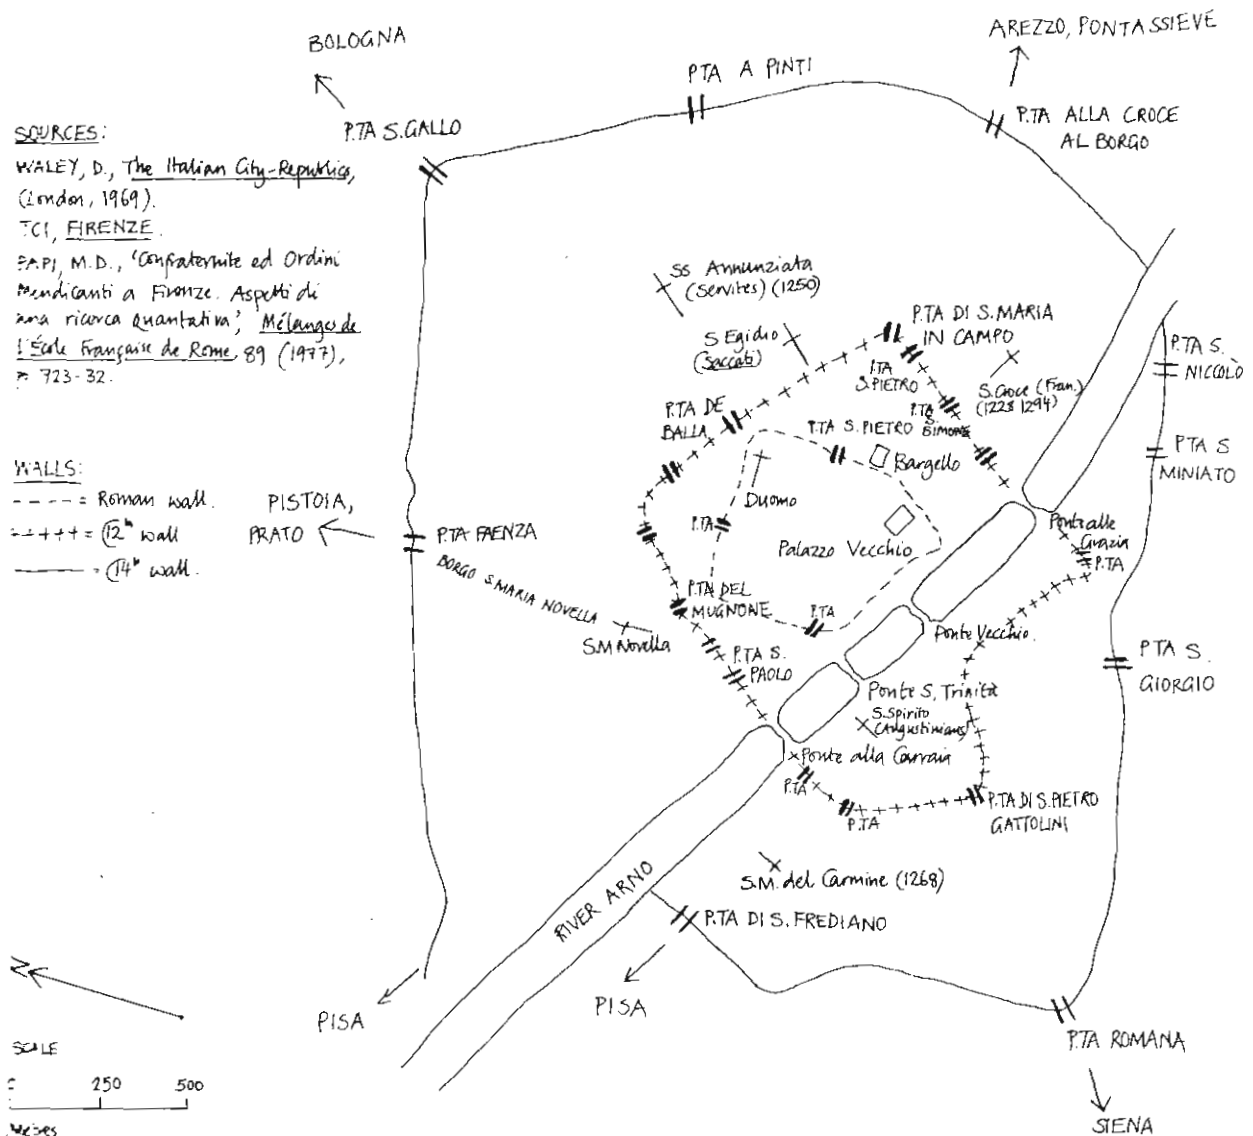 BOLOGNA
AREZZO, PONTASSIEVE
PTA A PINTI
P.TA S.GALLO
P.TA ALLA CROCE
AL BORGO
SOURCES:
WALEY, D., The Italian City-Republics,
(London, 1969).
TCI, FIRENZE.
PAPI, M.D., 'Confraternite ed Ordini
Mendicanti a Firenze. Aspetti di
una ricerca quantativa', Mélanges de
l'École Française de Rome, 89 (1977),
723-32.
WALLS:
---- = Roman wall.
--++++ = 12th wall
—— = 14th wall.
SS Annunziata
(Servites) (1250)
S Egidio
(Saccati)
P.TA DI S. MARIA
IN CAMPO
P.TA
S.PIETRO
S.Croce (Fran.)
(1228 1294)
P.TA
S.
SIMONE
P.TA S.
NICCOLÒ
P.TA DE
BALLA
P.TA S.PIETRO
Bargello
PTA S
MINIATO
Duomo
P.TA
Palazzo Vecchio
PISTOIA,
PRATO
P.TA FAENZA
BORGO S.MARIA NOVELLA
S.M.Novella
P.TA DEL
MUGNONE
P.TA
Ponte alle
Grazia
P.TA
Ponte Vecchio.
P.TA S.
PAOLO
PTA S.
GIORGIO
Ponte S. Trinità
S.Spirito
(Augustinians)
Ponte alla Carraia
P.TA
P.TA
P.TA DI S.PIETRO
GATTOLINI
S.M. del Carmine (1268)
RIVER ARNO
P.TA DI S. FREDIANO
PISA
PISA
P.TA ROMANA
SIENA
N
SCALE
250 500
Metres